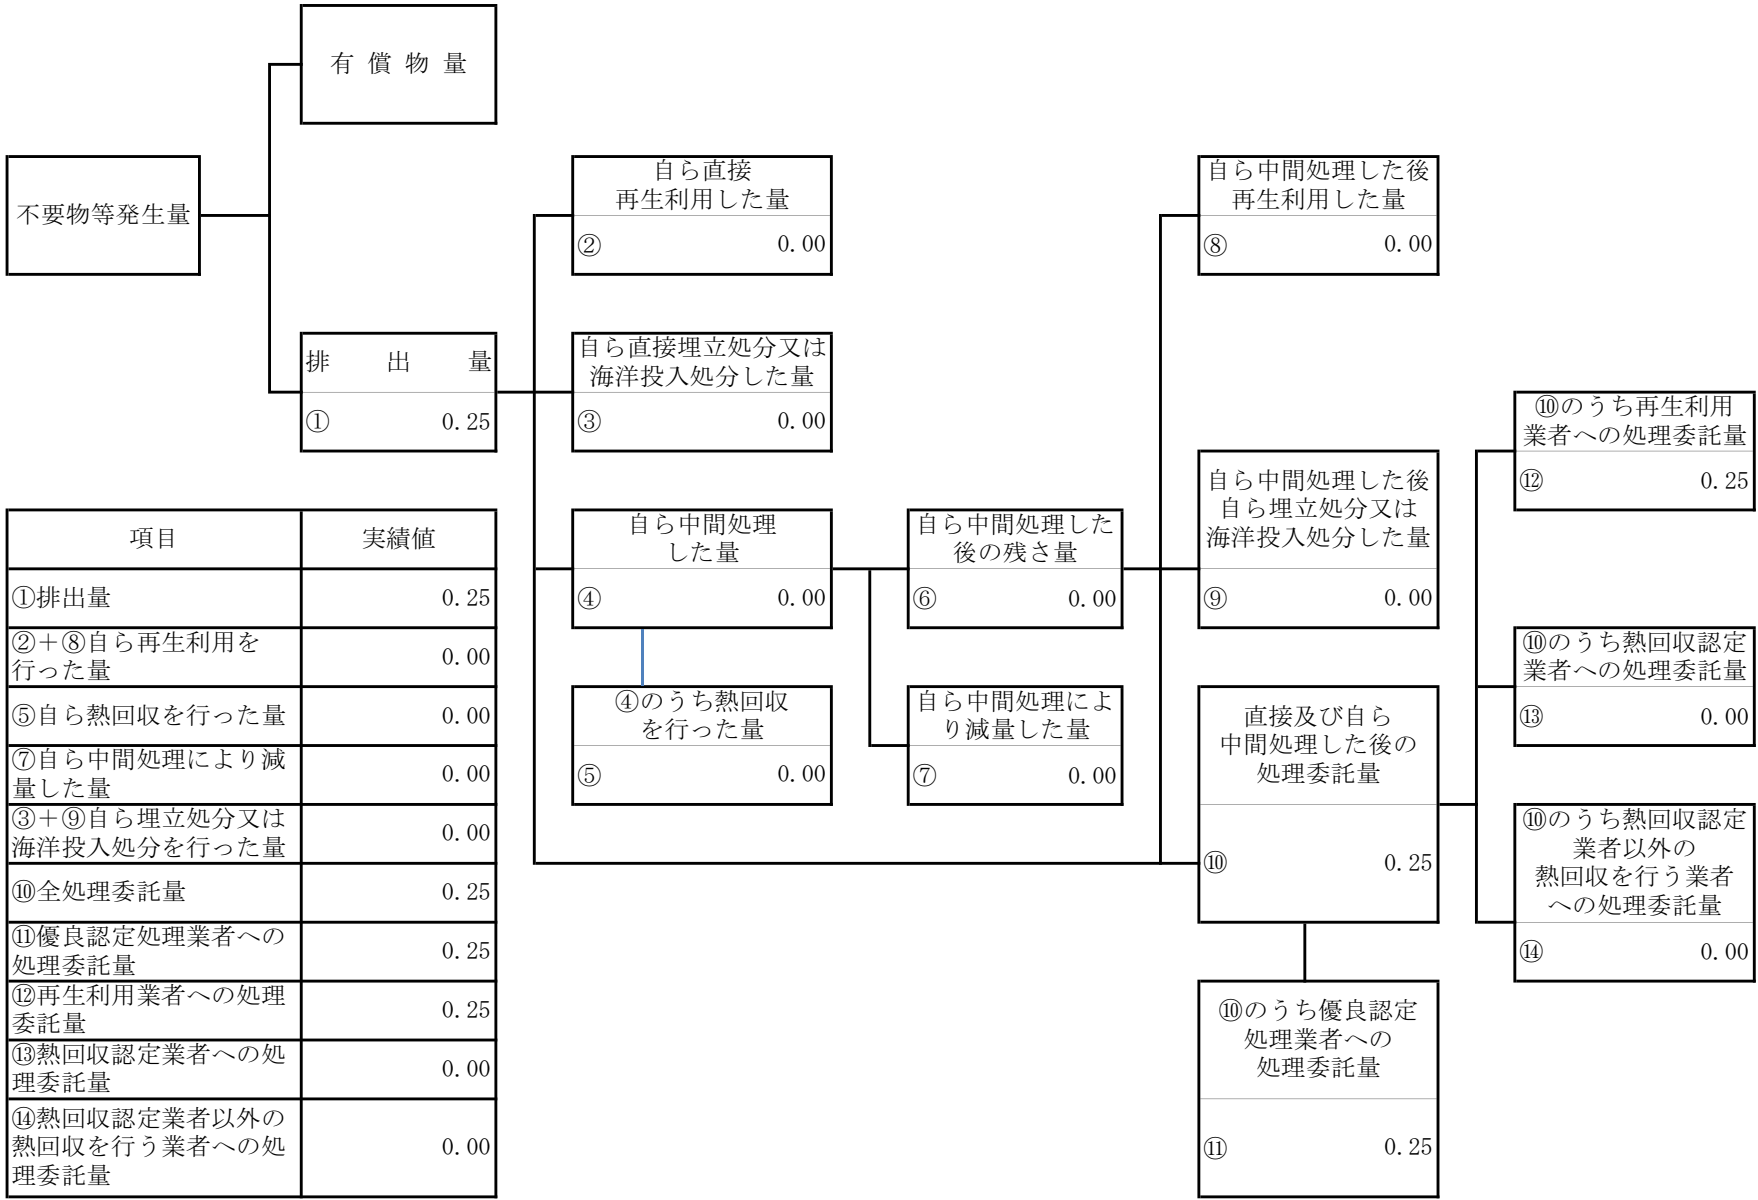 有 償 物 量
不要物等発生量
排 出 量
① 0.25
自ら直接
再生利用した量
② 0.00
自ら直接埋立処分又は
海洋投入処分した量
③ 0.00
自ら中間処理
した量
④ 0.00
④のうち熱回収
を行った量
⑤ 0.00
自ら中間処理した
後の残さ量
⑥ 0.00
自ら中間処理によ
り減量した量
⑦ 0.00
自ら中間処理した後
再生利用した量
⑧ 0.00
自ら中間処理した後
自ら埋立処分又は
海洋投入処分した量
⑨ 0.00
直接及び自ら
中間処理した後の
処理委託量
⑩ 0.25
⑩のうち優良認定
処理業者への
処理委託量
⑪ 0.25
⑩のうち再生利用
業者への処理委託量
⑫ 0.25
⑩のうち熱回収認定
業者への処理委託量
⑬ 0.00
⑩のうち熱回収認定
業者以外の
熱回収を行う業者
への処理委託量
⑭ 0.00
項目 実績値
①排出量 0.25
②＋⑧自ら再生利用を
行った量 0.00
⑤自ら熱回収を行った量 0.00
⑦自ら中間処理により減
量した量 0.00
③＋⑨自ら埋立処分又は
海洋投入処分を行った量 0.00
⑩全処理委託量 0.25
⑪優良認定処理業者への
処理委託量 0.25
⑫再生利用業者への処理
委託量 0.25
⑬熱回収認定業者への処
理委託量 0.00
⑭熱回収認定業者以外の
熱回収を行う業者への処
理委託量 0.00